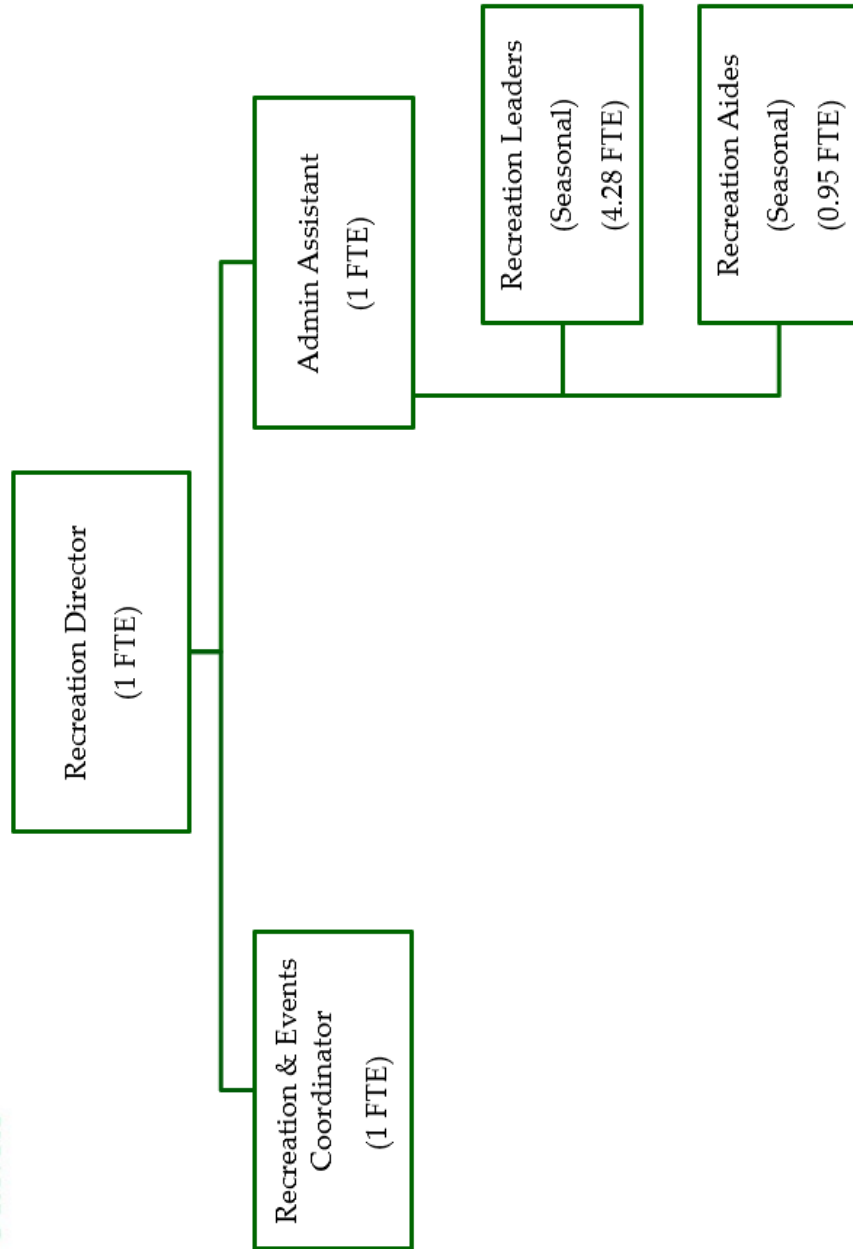 Recreation Director
(1 FTE)
Recreation & Events
Coordinator
(1 FTE)
Admin Assistant
(1 FTE)
Recreation Leaders
(Seasonal)
(4.28 FTE)
Recreation Aides
(Seasonal)
(0.95 FTE)